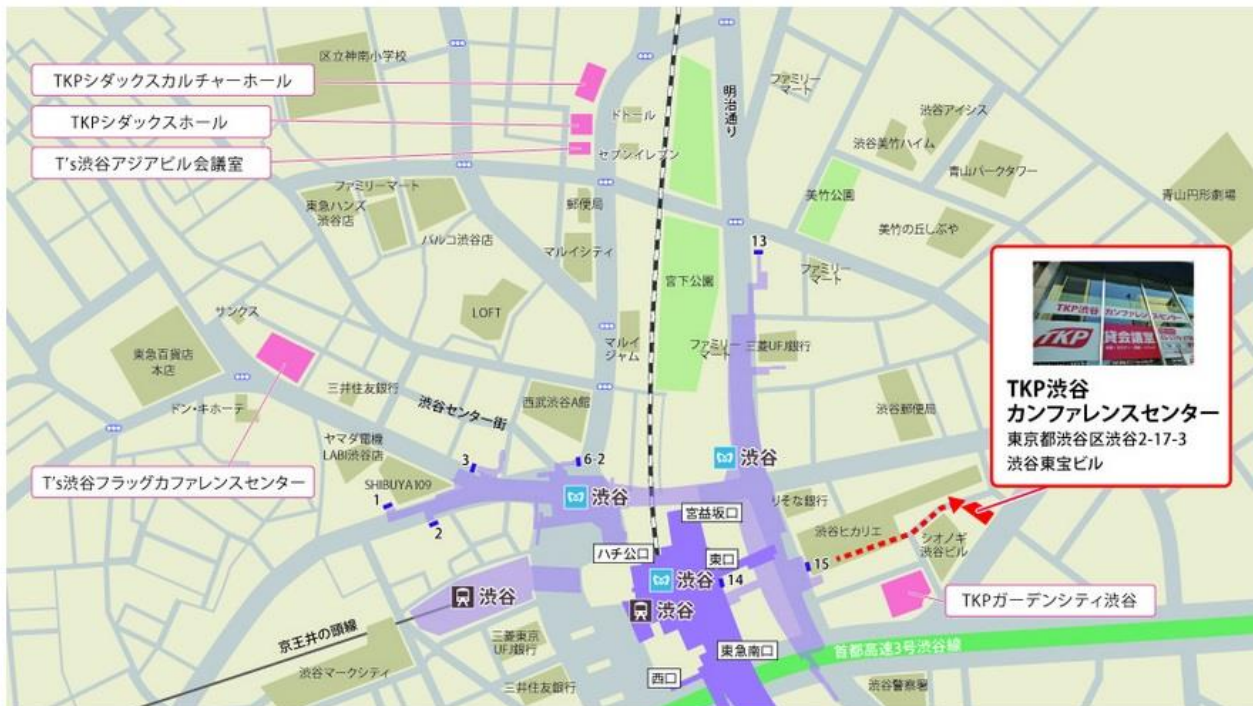 区立神南小学校
TKPシダックスカルチャーホール
TKPシダックスホール
T's渋谷アジアビル会議室
ドトール
セブンイレブン
明治通り
ファミリー
マート
渋谷アイシス
渋谷美竹ハイム
青山パークタワー
青山円形劇場
美竹公園
美竹の丘しぶや
ファミリーマート
東急ハンズ
渋谷店
パルコ渋谷店
郵便局
マルイシティ
13
宮下公園
ファミリー
マート
サンクス
LOFT
東急百貨店
本店
マルイ
ジャム
ファミリー
マート
三菱UFJ銀行
三井住友銀行
ドン・キホーテ
渋谷センター街
西武渋谷A館
渋谷郵便局
TKP渋谷 カンファレンスセンター
TKP
貸会議室
TKP渋谷
カンファレンスセンター
東京都渋谷区渋谷2-17-3
渋谷東宝ビル
ヤマダ電機
LABI渋谷店
T's渋谷フラッグカファレンスセンター
SHIBUYA109
3
6-2
1
2
渋谷
渋谷
りそな銀行
宮益坂口
渋谷ヒカリエ
シオノギ
渋谷ビル
ハチ公口
東口
15
渋谷
14
渋谷
渋谷
TKPガーデンシティ渋谷
京王井の頭線
三菱東京
UFJ銀行
東急南口
首都高速3号渋谷線
渋谷マークシティ
三井住友銀行
西口
渋谷警察署